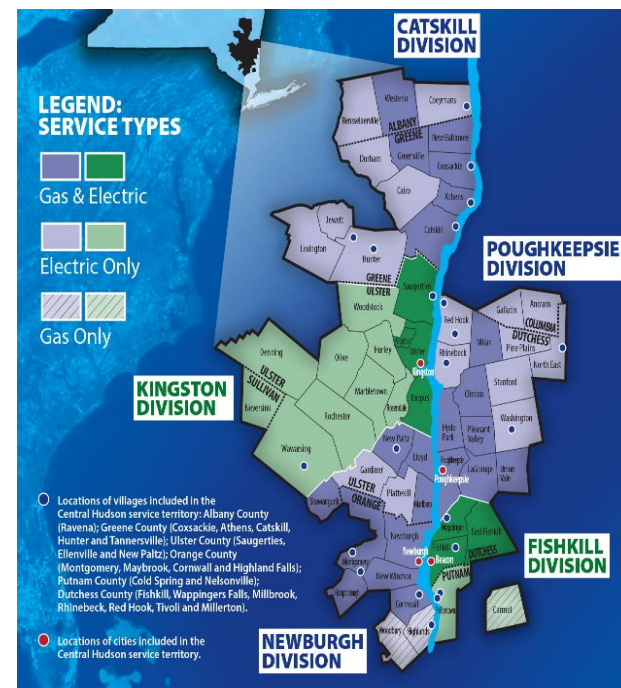 CATSKILL
DIVISION
LEGEND:
SERVICE TYPES
Gas & Electric
Electric Only
Gas Only
Westerlo
Coeymans
Rensselaerville
ALBANY
GREENE
New Baltimore
Durham
Greenville
Coxsackie
Cairo
Athens
Catskill
Jewett
Lexington
Hunter
GREENE
ULSTER
POUGHKEEPSIE
DIVISION
Saugerties
Woodstock
Gallatin
Ancram
COLUMBIA
DUTCHESS
Red Hook
Milan
Pine Plains
North East
Rhinebeck
Denning
Olive
Hurley
Ulster
Kingston
Stanford
ULSTER
SULLIVAN
KINGSTON
DIVISION
Marbletown
Esopus
Rosendale
Clinton
Washington
Neversink
Rochester
Hyde
Park
Pleasant
Valley
Wawarsing
New Paltz
Lloyd
Poughkeepsie
Poughkeepsie
LaGrange
Union
Vale
Gardiner
ULSTER
ORANGE
Plattekill
Marlboro
Shawangunk
Locations of villages included in the
Central Hudson service territory: Albany County
(Ravena); Greene County (Coxsackie, Athens, Catskill,
Hunter and Tannersville); Ulster County (Saugerties,
Ellenville and New Paltz); Orange County
(Montgomery, Maybrook, Cornwall and Highland Falls);
Putnam County (Cold Spring and Nelsonville);
Dutchess County (Fishkill, Wappingers Falls, Millbrook,
Rhinebeck, Red Hook, Tivoli and Millerton).
Wappinger
East Fishkill
Newburgh
Fishkill
DUTCHESS
Montgomery
Newburgh
Beacon
FISHKILL
DIVISION
New Windsor
PUTNAM
Cornwall
Carmel
Woodbury
Highlands
Locations of cities included in the
Central Hudson service territory.
NEWBURGH
DIVISION